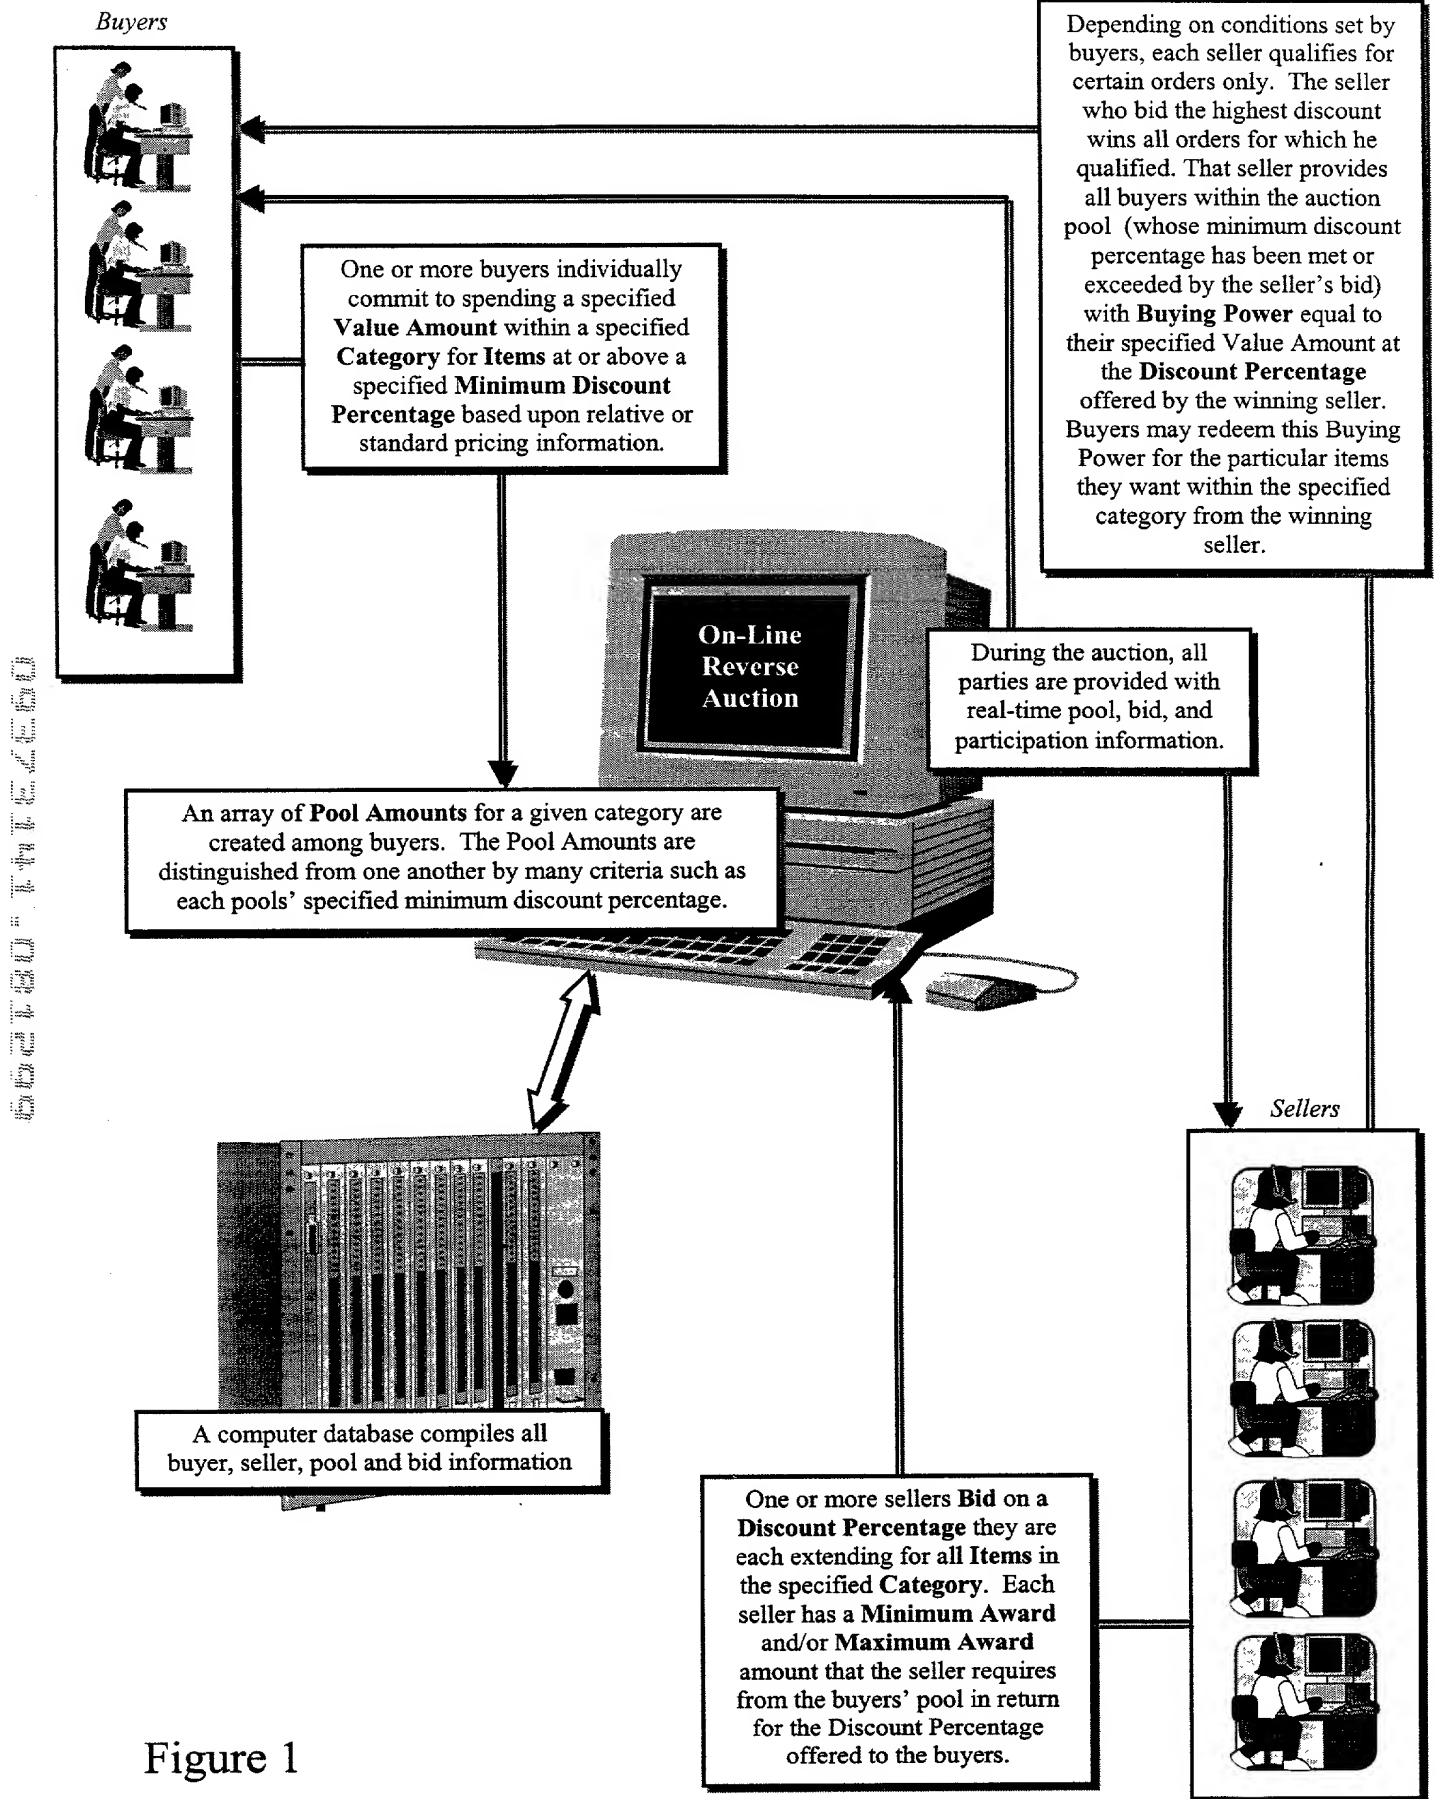 Buyers
Depending on conditions set by
buyers, each seller qualifies for
certain orders only. The seller
who bid the highest discount
wins all orders for which he
qualified. That seller provides
all buyers within the auction
pool (whose minimum discount
percentage has been met or
exceeded by the seller's bid)
with Buying Power equal to
their specified Value Amount at
the Discount Percentage
offered by the winning seller.
Buyers may redeem this Buying
Power for the particular items
they want within the specified
category from the winning
seller.
One or more buyers individually
commit to spending a specified
Value Amount within a specified
Category for Items at or above a
specified Minimum Discount
Percentage based upon relative or
standard pricing information.
On-Line
Reverse
Auction
During the auction, all
parties are provided with
real-time pool, bid, and
participation information.
An array of Pool Amounts for a given category are
created among buyers. The Pool Amounts are
distinguished from one another by many criteria such as
each pools' specified minimum discount percentage.
Sellers
A computer database compiles all
buyer, seller, pool and bid information
One or more sellers Bid on a
Discount Percentage they are
each extending for all Items in
the specified Category. Each
seller has a Minimum Award
and/or Maximum Award
amount that the seller requires
from the buyers' pool in return
for the Discount Percentage
offered to the buyers.
Figure 1